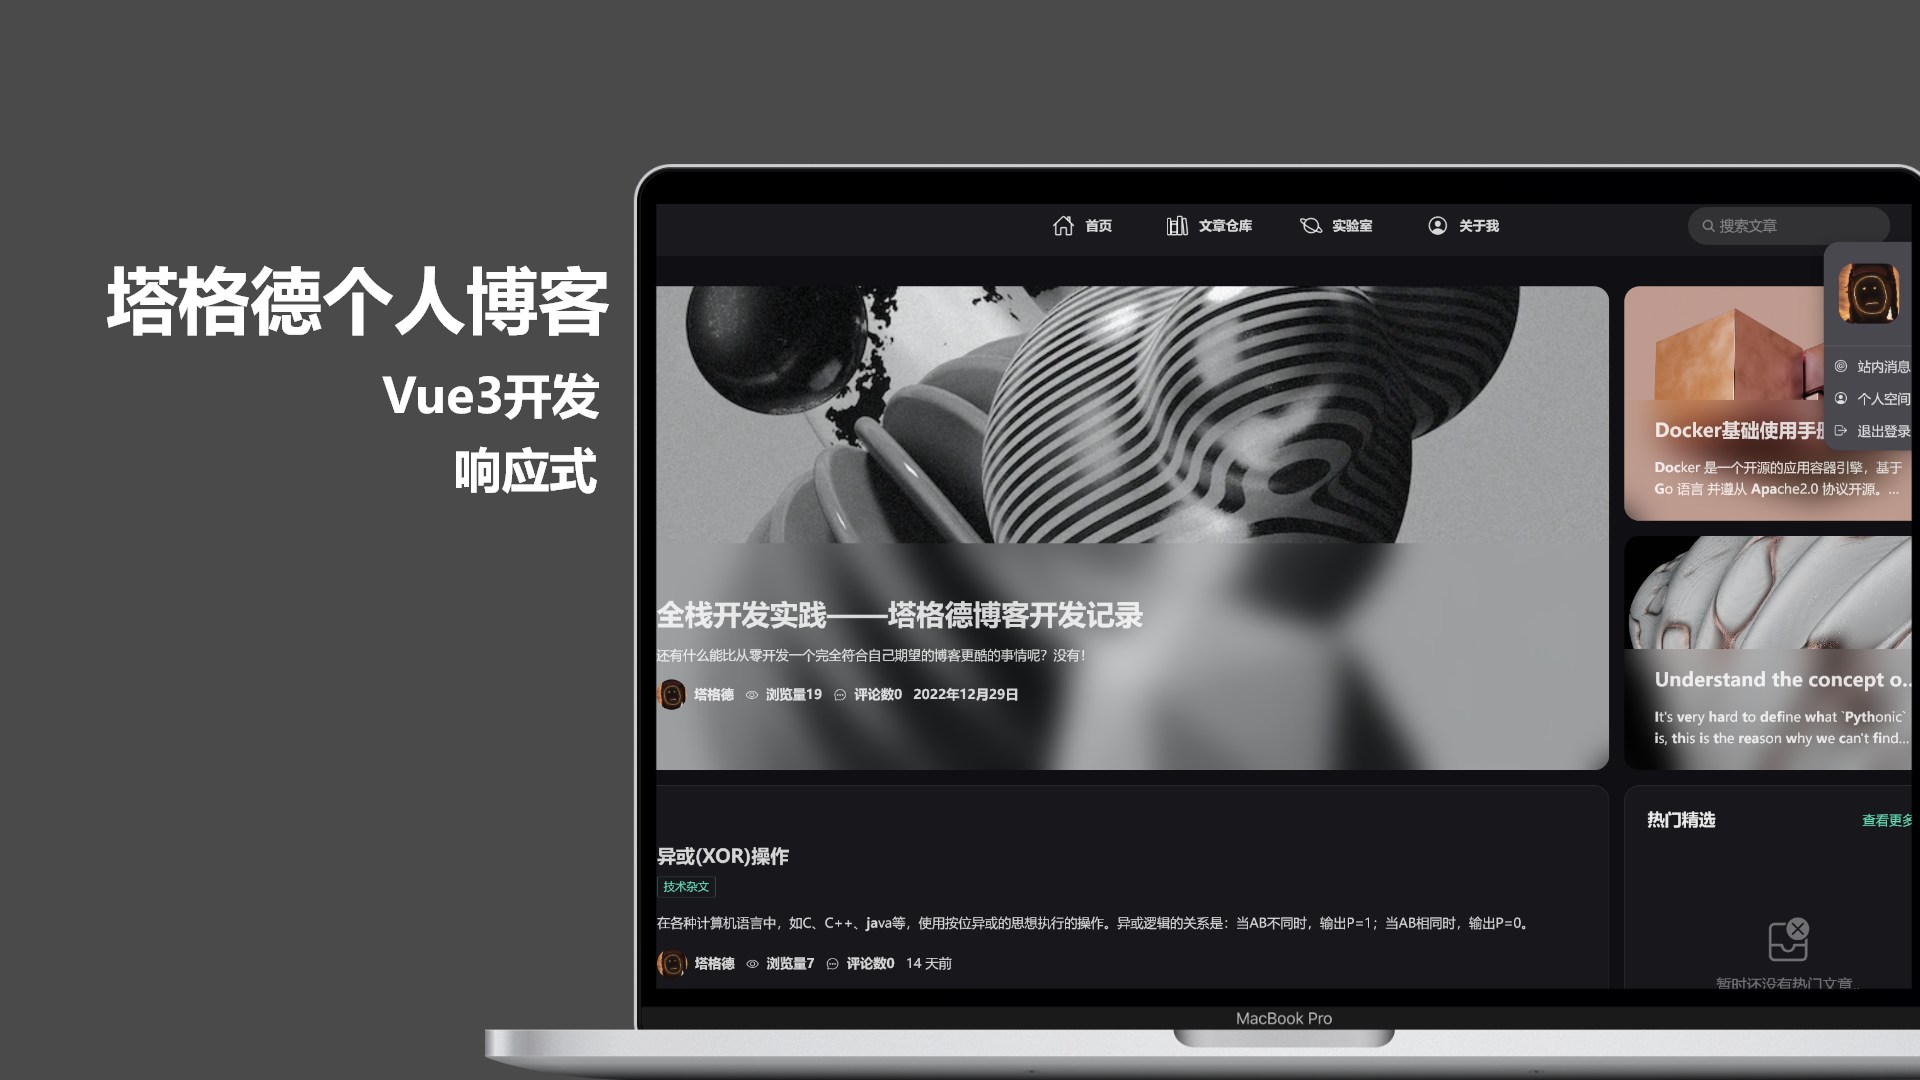 塔格德个人博客
Vue3开发
响应式
首页
文章仓库
实验室
关于我
搜索文章
站内消息
个人空间
退出登录
全栈开发实践——塔格德博客开发记录
还有什么能比从零开发一个完全符合自己期望的博客更酷的事情呢？没有！
塔格德 浏览量19 评论数0 2022年12月29日
Docker基础使用手册
Docker 是一个开源的应用容器引擎，基于
Go 语言 并遵从 Apache2.0 协议开源。...
Understand the concept o...
It's very hard to define what `Pythonic`
is, this is the reason why we can't find...
异或(XOR)操作
技术杂文
在各种计算机语言中，如C、C++、java等，使用按位异或的思想执行的操作。异或逻辑的关系是：当AB不同时，输出P=1；当AB相同时，输出P=0。
塔格德 浏览量7 评论数0 14 天前
热门精选
查看更多
暂时还没有热门文章..
MacBook Pro